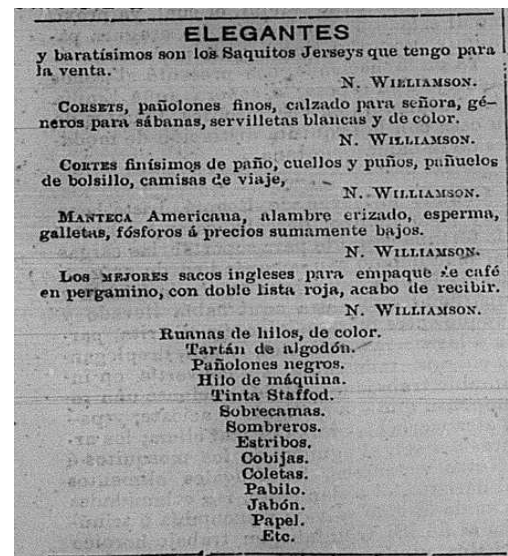 ELEGANTES
y baratísimos son los Saquitos Jerseys que tengo para
la venta.
N. WILLIAMSON.
CORSETS, pañolones finos, calzado para señora, gé-
neros para sábanas, servilletas blancas y de color.
N. WILLIAMSON.
CORTES finísimos de paño, cuellos y puños, pañuelos
de bolsillo, camisas de viaje,
N. WILLIAMSON.
MANTECA Americana, alambre erizado, esperma,
galletas, fósforos á precios sumamente bajos.
N. WILLIAMSON.
LOS MEJORES sacos ingleses para empaque de café
en pergamino, con doble lista roja, acabo de recibir.
N. WILLIAMSON.
Ruanas de hilos, de color.
Tartán de algodón.
Pañolones negros.
Hilo de máquina.
Tinta Staffod.
Sobrecamas.
Sombreros.
Estribos.
Cobijas.
Coletas.
Pabilo.
Jabón.
Papel.
Etc.